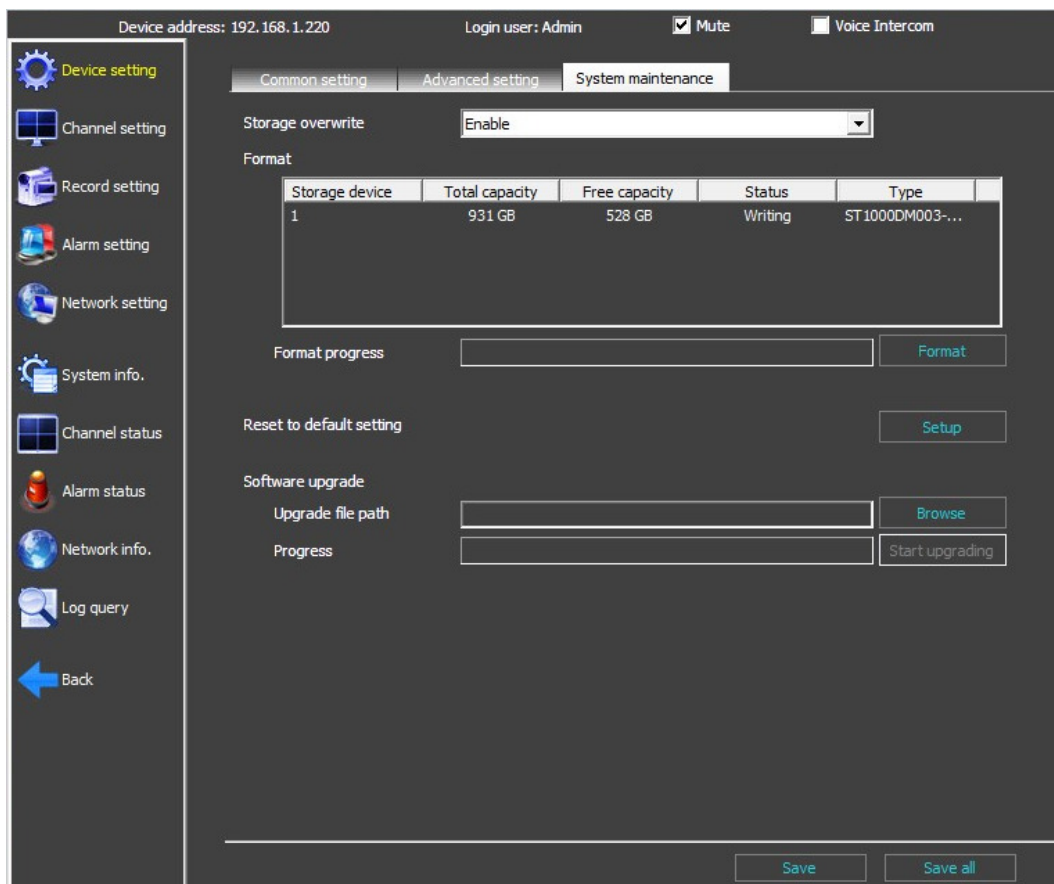 Device address: 192.168.1.220 Login user: Admin Mute Voice Intercom
Device setting
Channel setting
Record setting
Alarm setting
Network setting
System info.
Channel status
Alarm status
Network info.
Log query
Back
Common setting Advanced setting System maintenance
Storage overwrite Enable
Format
Storage device Total capacity Free capacity Status Type
1 931 GB 528 GB Writing ST1000DM003-...
Format progress Format
Reset to default setting Setup
Software upgrade
Upgrade file path Browse
Progress Start upgrading
Save Save all